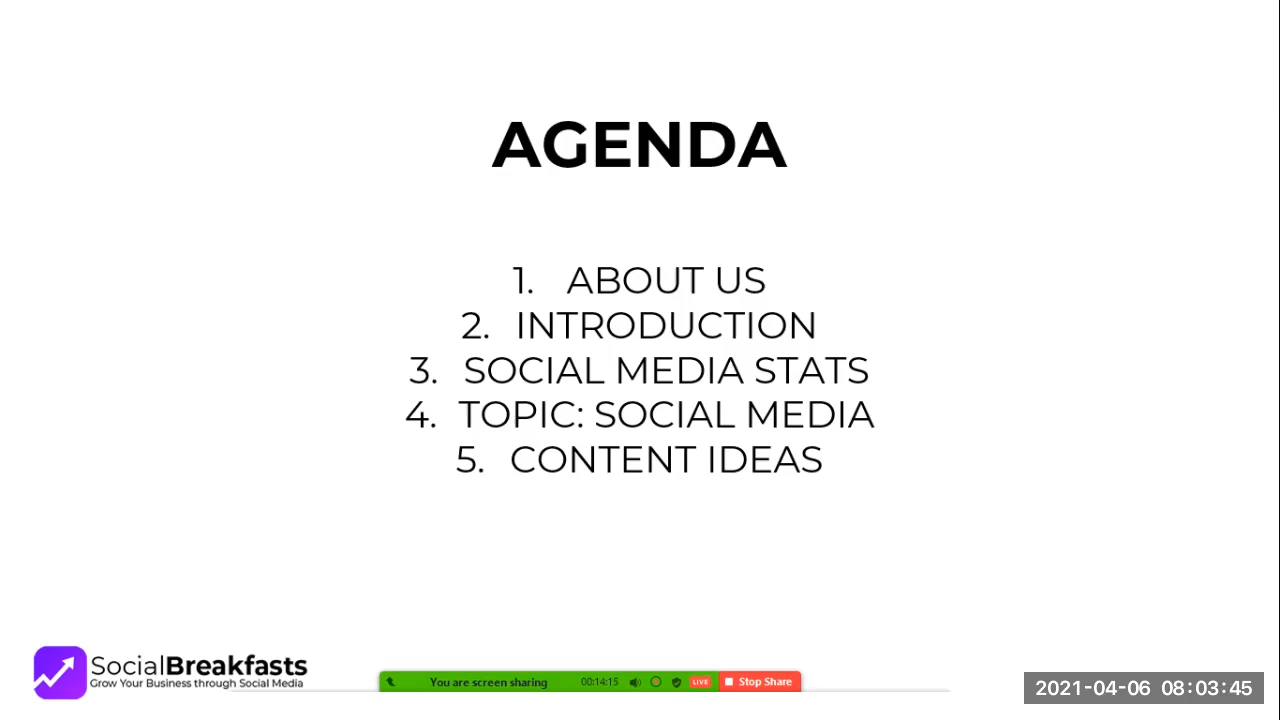 AGENDA
1. ABOUT US
2. INTRODUCTION
3. SOCIAL MEDIA STATS
4. TOPIC: SOCIAL MEDIA
5. CONTENT IDEAS
SocialBreakfasts
Grow Your Business through Social Media
You are screen sharing 00:14:15 LIVE Stop Share
2021-04-06 08:03:45